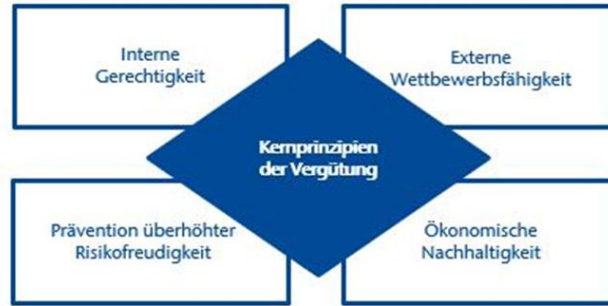 Interne
Gerechtigkeit
Externe
Wettbewerbsfähigkeit
Kernprinzipien
der Vergütung
Prävention überhöhter
Risikofreudigkeit
Ökonomische
Nachhaltigkeit